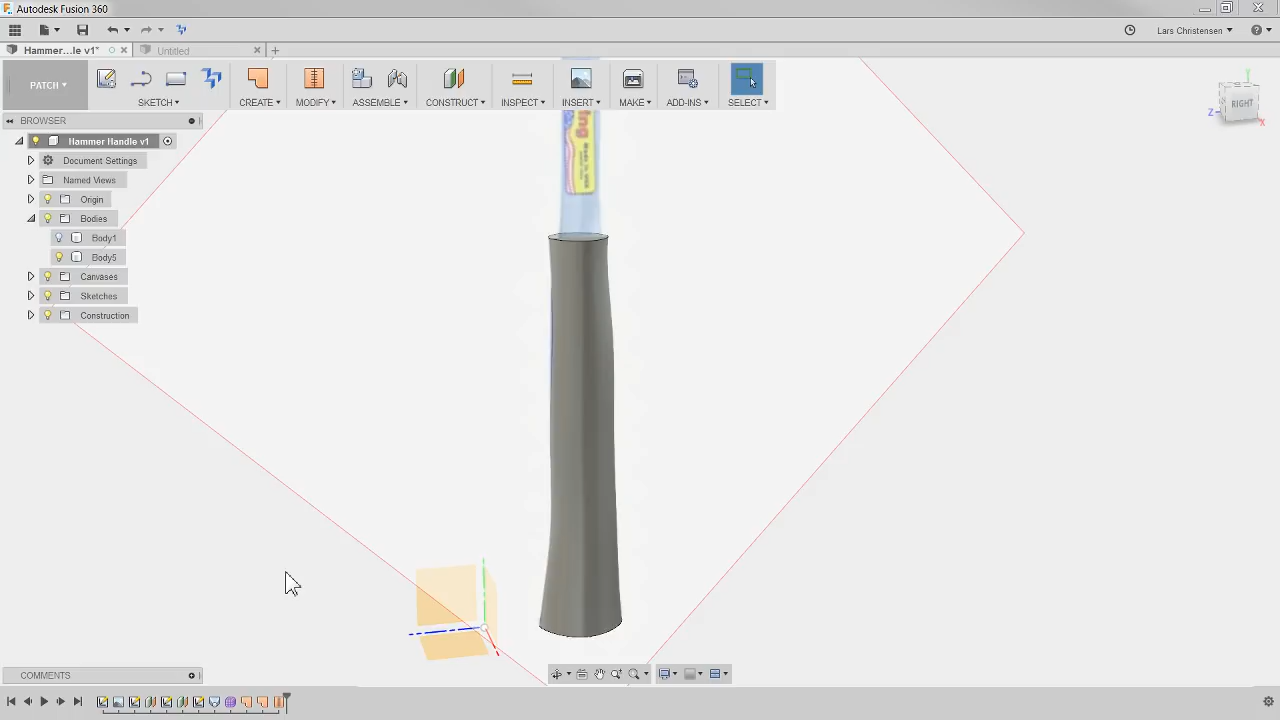 Autodesk Fusion 360
Lars Christensen
Hammer...le v1*
Untitled
PATCH
SKETCH
CREATE
MODIFY
ASSEMBLE
CONSTRUCT
INSPECT
INSERT
MAKE
ADD-INS
SELECT
BROWSER
Hammer Handle v1
Document Settings
Named Views
Origin
Bodies
Body1
Body5
Canvases
Sketches
Construction
RIGHT
Z
X
Y
ing
COMMENTS